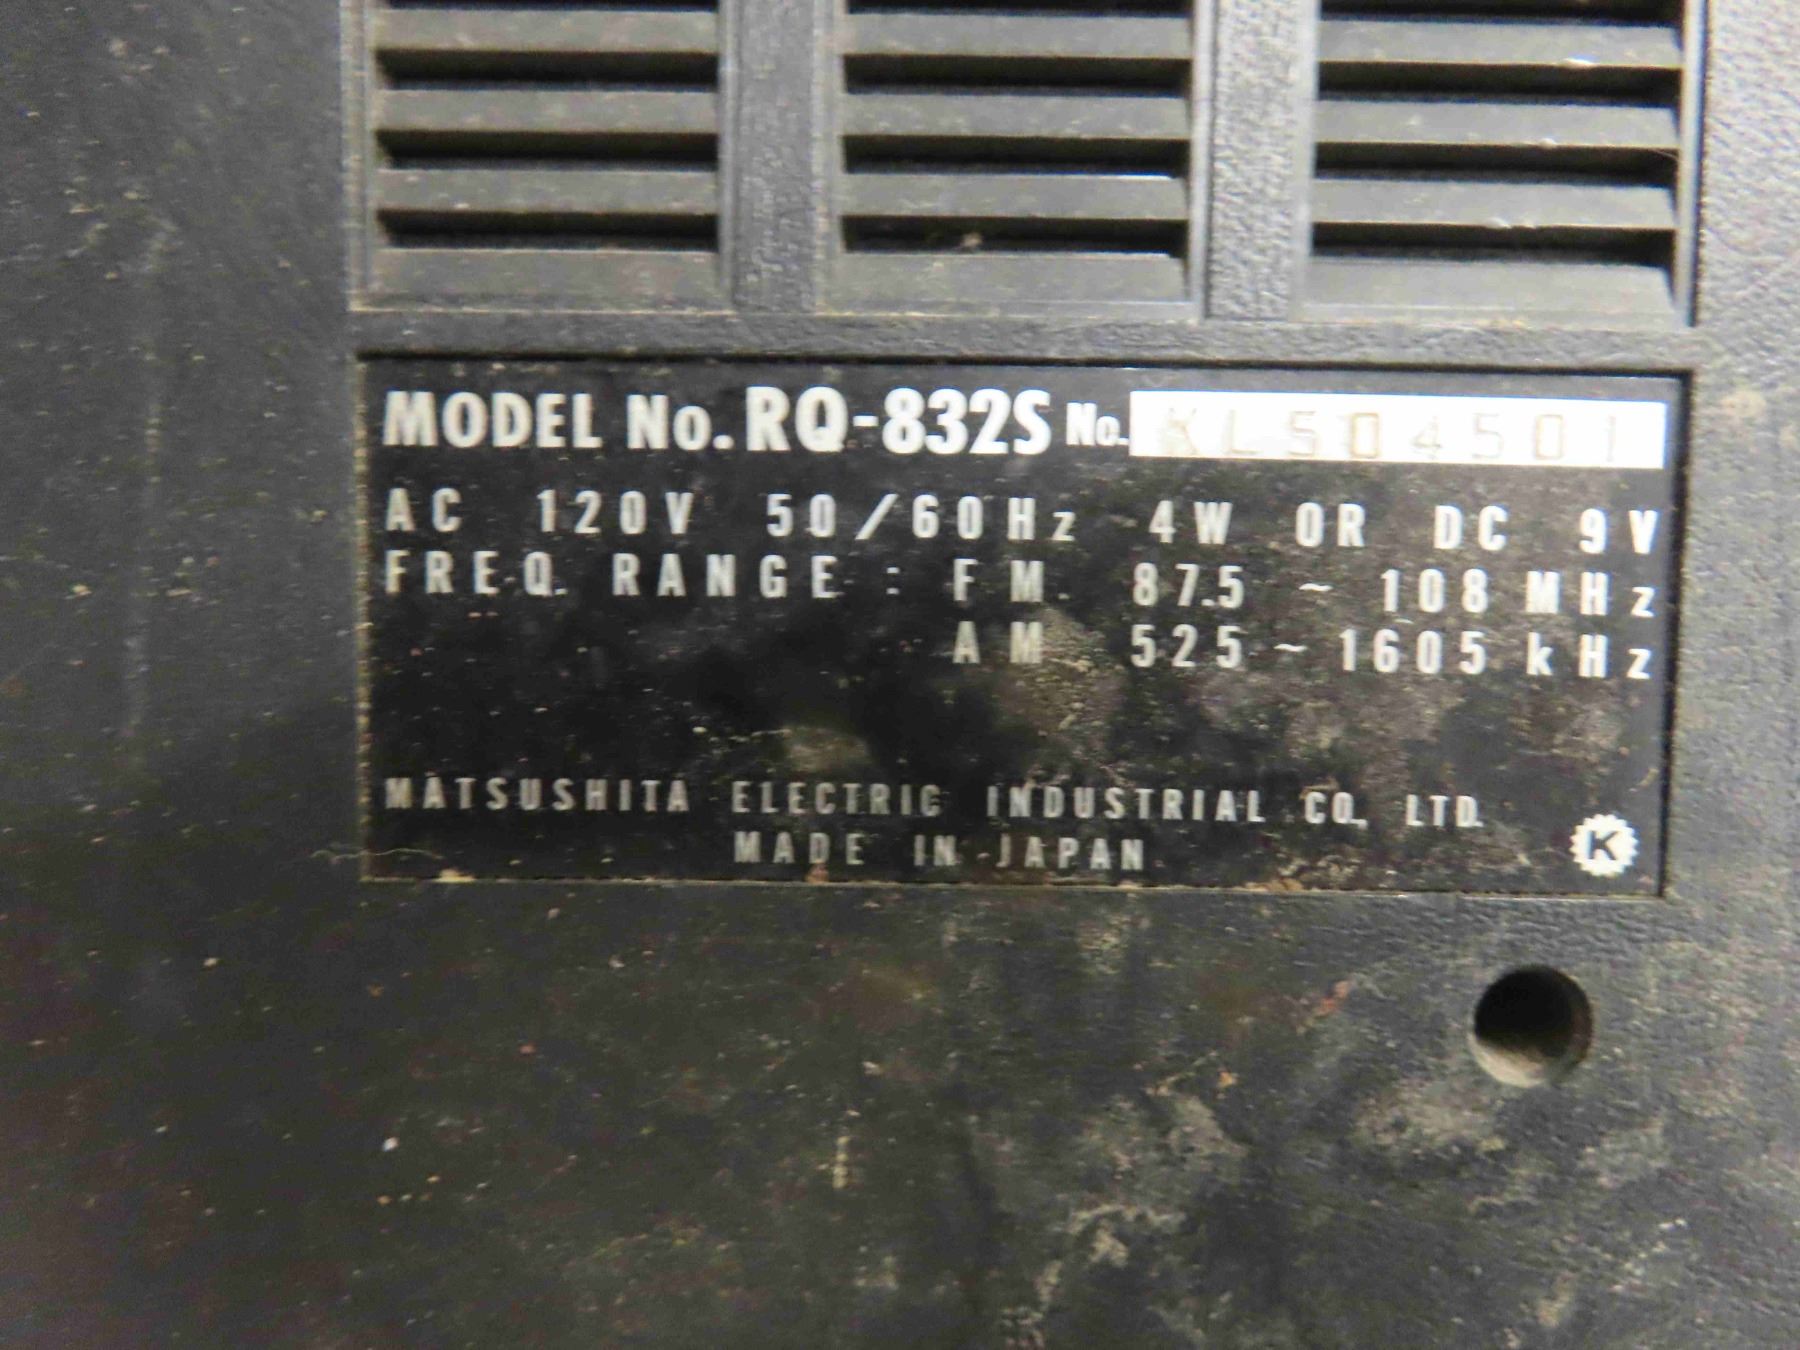 MODEL No. RQ-832S No. KL504501
AC 120V 50/60Hz 4W OR DC 9V
FREQ. RANGE : FM 87.5 ~ 108 MHz
AM 525 ~ 1605 kHz
MATSUSHITA ELECTRIC INDUSTRIAL CO., LTD.
MADE IN JAPAN
K